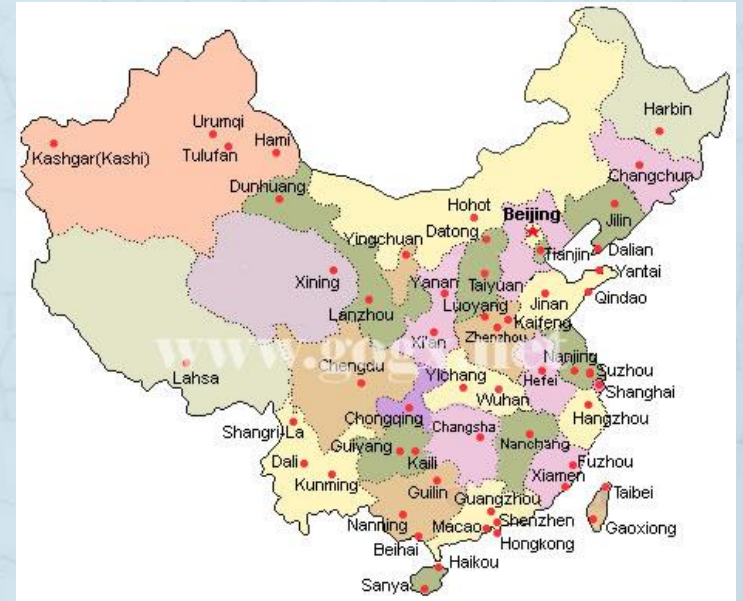 Harbin
Urumqi
Kashgar(Kashi)
Tulufan
Hami
Changchun
Dunhuang
Hohot
Beijing
Jilin
Datong
Yingchuan
Tianjin
Dalian
Xining
Yanan
Taiyuan
Yantai
Lanzhou
Luoyang
Jinan
Qindao
Kaifeng
Zhenzhou
Xi'an
www.gogx.net
Nanjing
Chengdu
Yichang
Hefei
Suzhou
Lahsa
Wuhan
Shanghai
Chongqing
Hangzhou
Shangri-La
Changsha
Guiyang
Nanchang
Dali
Kaili
Fuzhou
Kunming
Guilin
Xiamen
Guangzhou
Taibei
Nanning
Macao
Shenzhen
Gaoxiong
Beihai
Hongkong
Haikou
Sanya